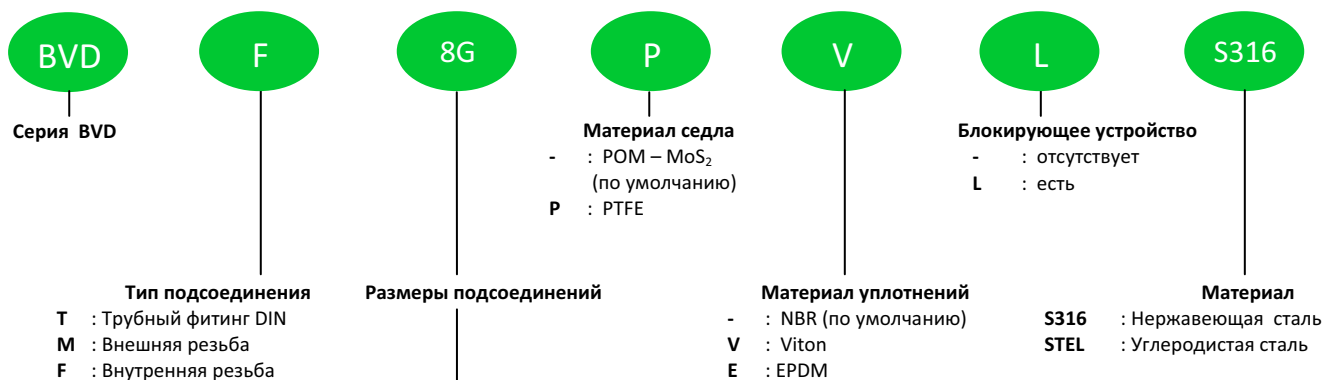 BVD F 8G P V L S316
Серия BVD
Материал седла
- : POM – MoS₂
(по умолчанию)
P : PTFE
Блокирующее устройство
- : отсутствует
L : есть
Тип подсоединения
T : Трубный фитинг DIN
M : Внешняя резьба
F : Внутренняя резьба
Размеры подсоединений
Материал уплотнений
- : NBR (по умолчанию)
V : Viton
E : EPDM
Материал
S316 : Нержавеющая сталь
STEL : Углеродистая сталь